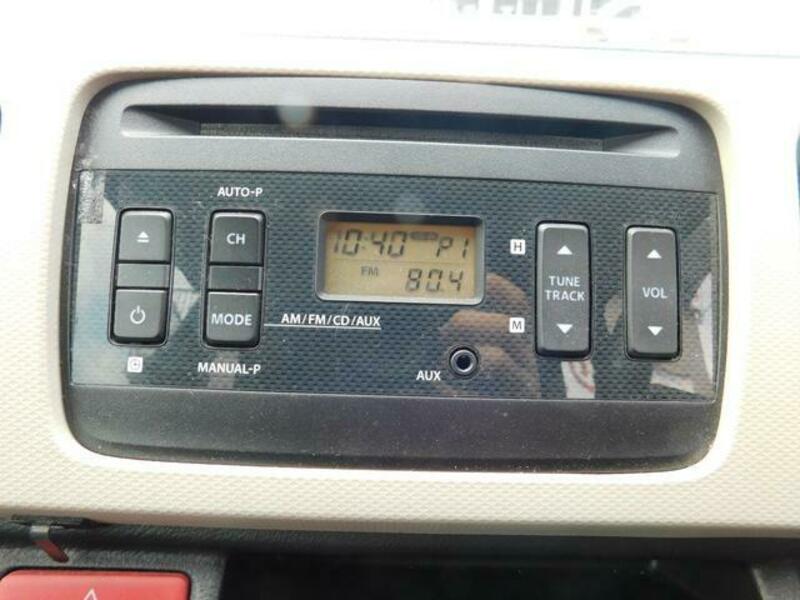 AUTO-P
CH
MODE
AM/FM/CD/AUX
MANUAL-P
10:40 P1
FM 80.4
AUX
H
M
TUNE
TRACK
VOL